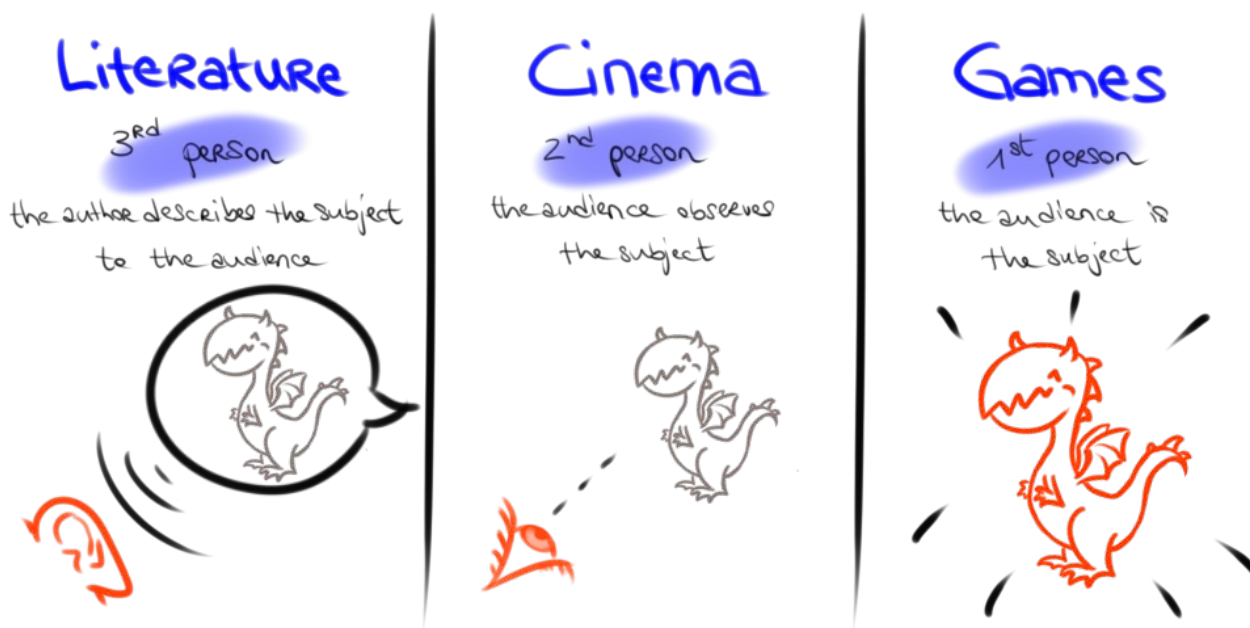 Literature
3rd person
the author describes the subject
to the audience
Cinema
2nd person
the audience observes
the subject
Games
1st person
the audience is
the subject